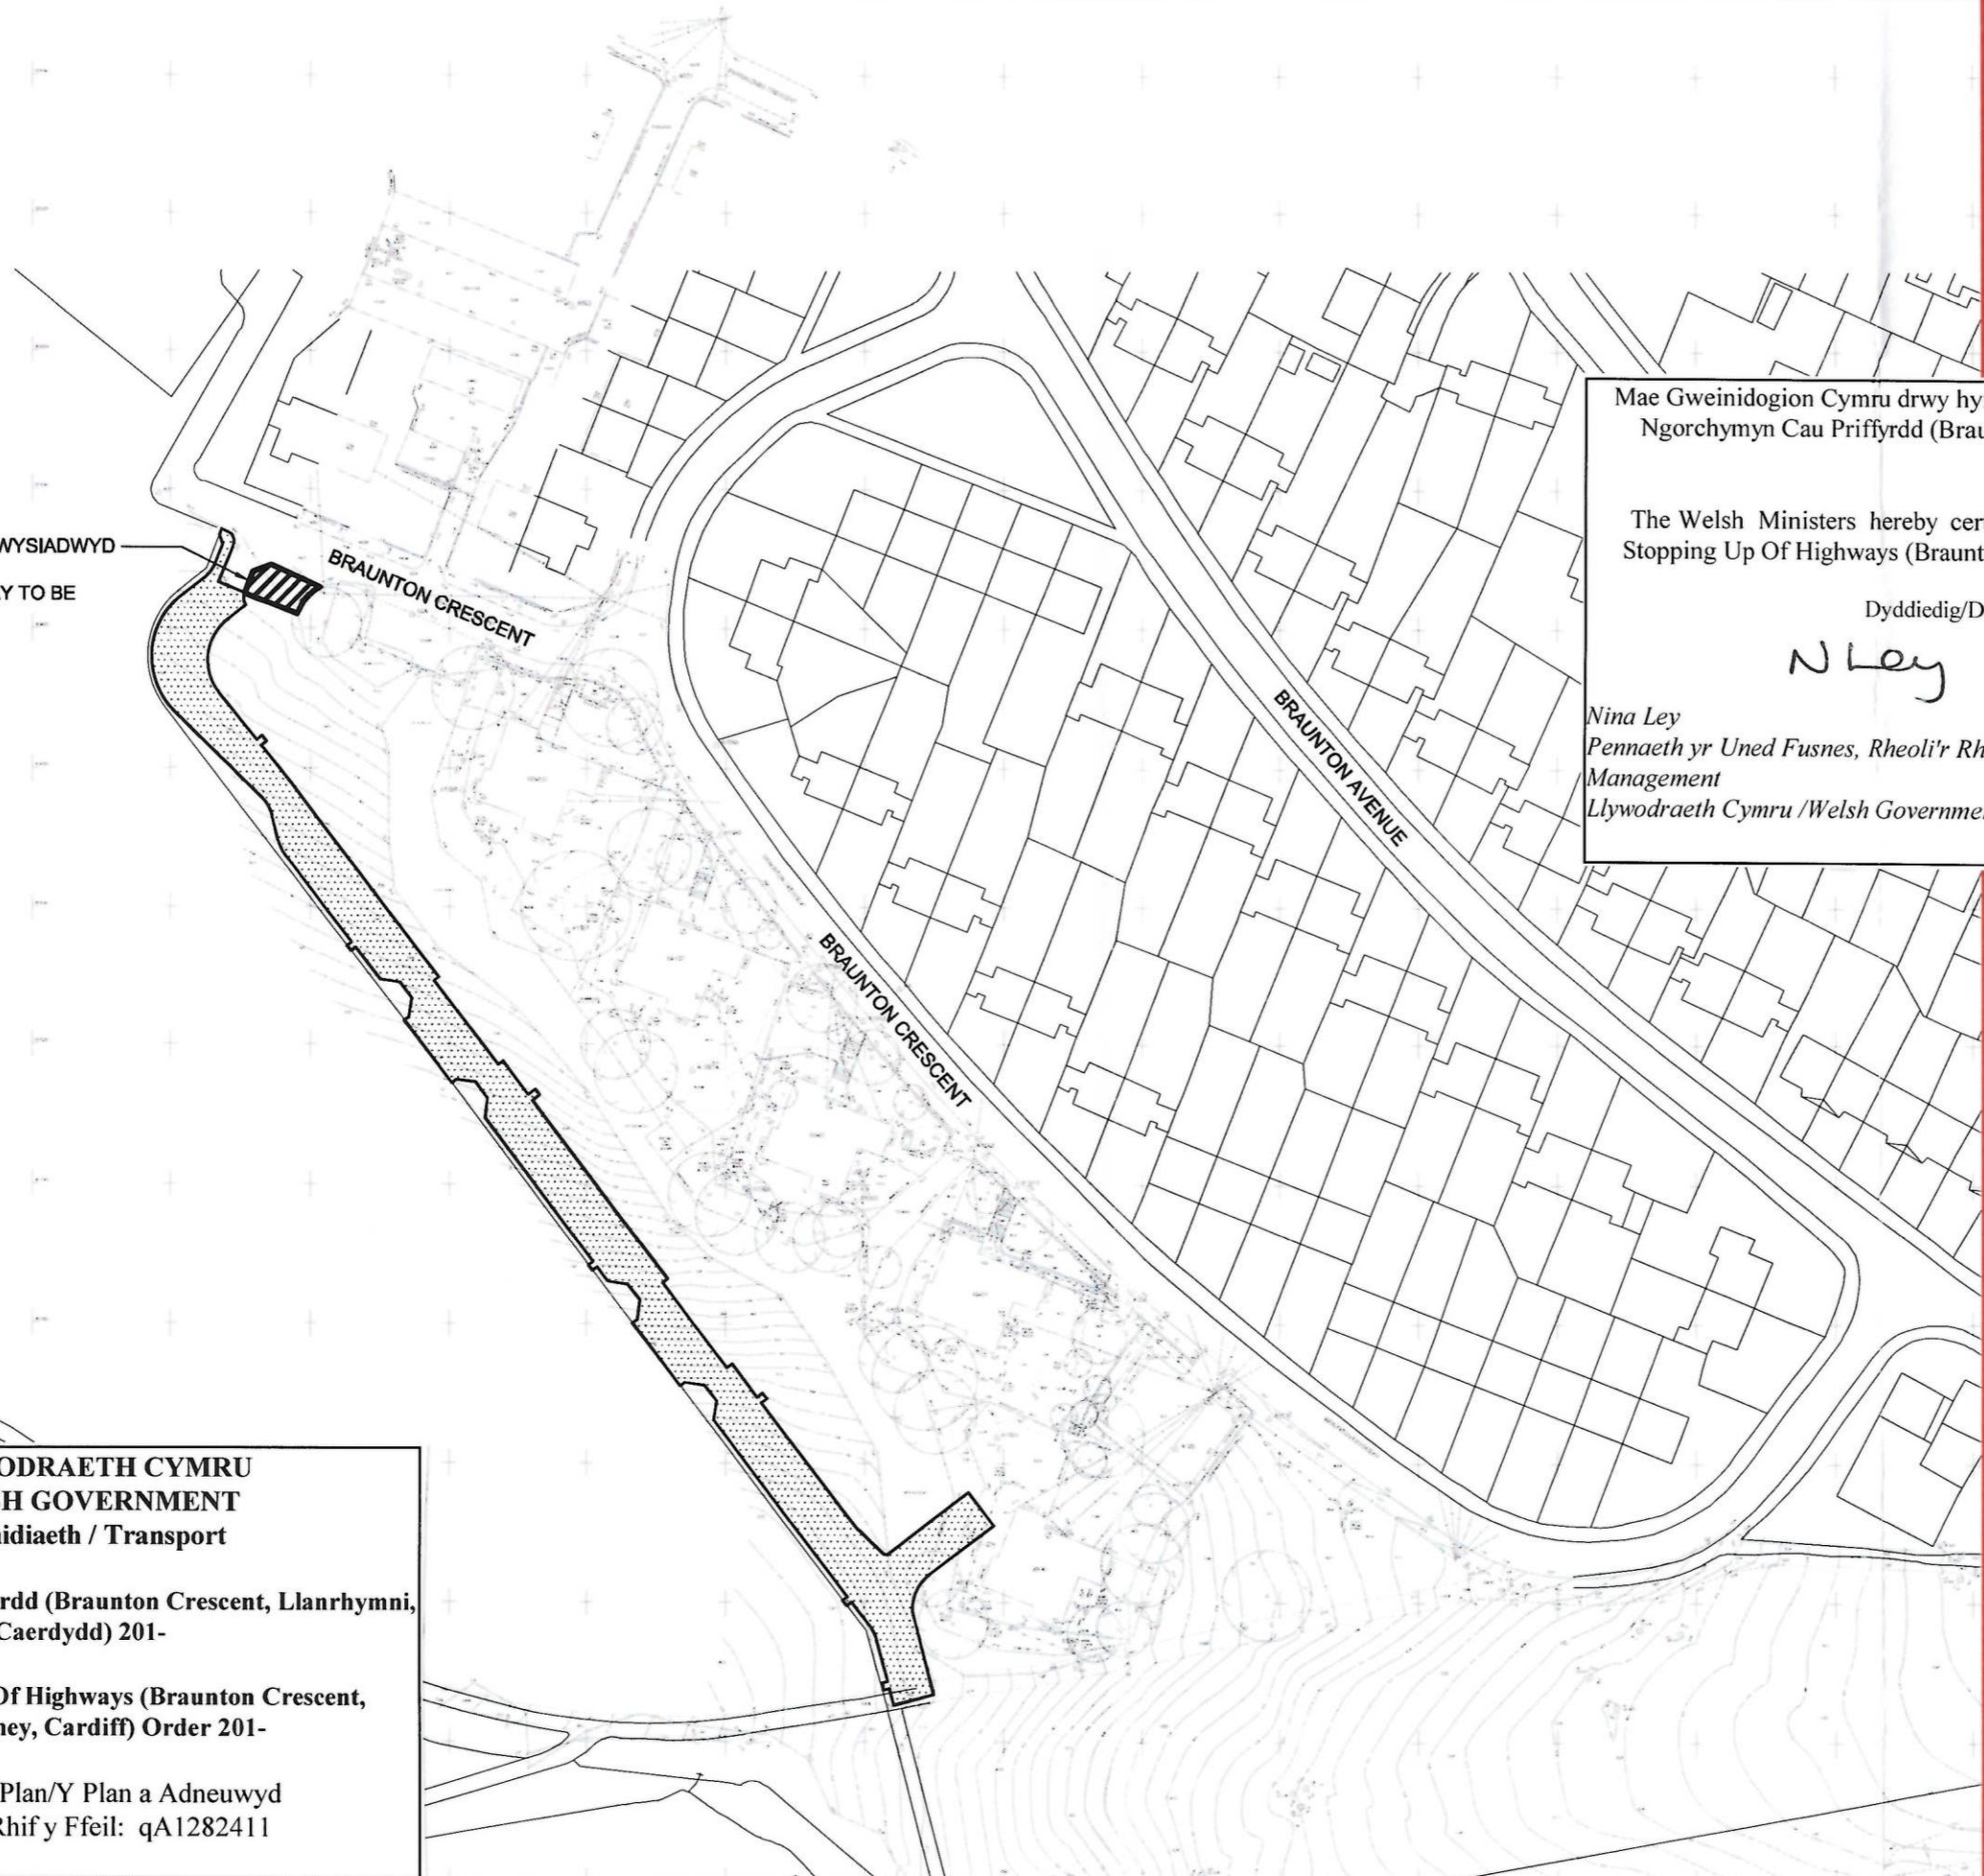 WYSIADWYD
Y TO BE
BRAUNTON CRESCENT
Mae Gweinidogion Cymru drwy hy
Ngorchymyn Cau Priffyrdd (Brau
The Welsh Ministers hereby cer
Stopping Up Of Highways (Braunt
Dyddiedig/D
N Ley
Nina Ley
Pennaeth yr Uned Fusnes, Rheoli'r Rh
Management
Llywodraeth Cymru /Welsh Governme
BRAUNTON AVENUE
BRAUNTON CRESCENT
ODRAETH CYMRU
H GOVERNMENT
idiaeth / Transport
rdd (Braunton Crescent, Llanrhymni,
Caerdydd) 201-
Of Highways (Braunton Crescent,
ney, Cardiff) Order 201-
Plan/Y Plan a Adneuwyd
Rhif y Ffeil: qA1282411